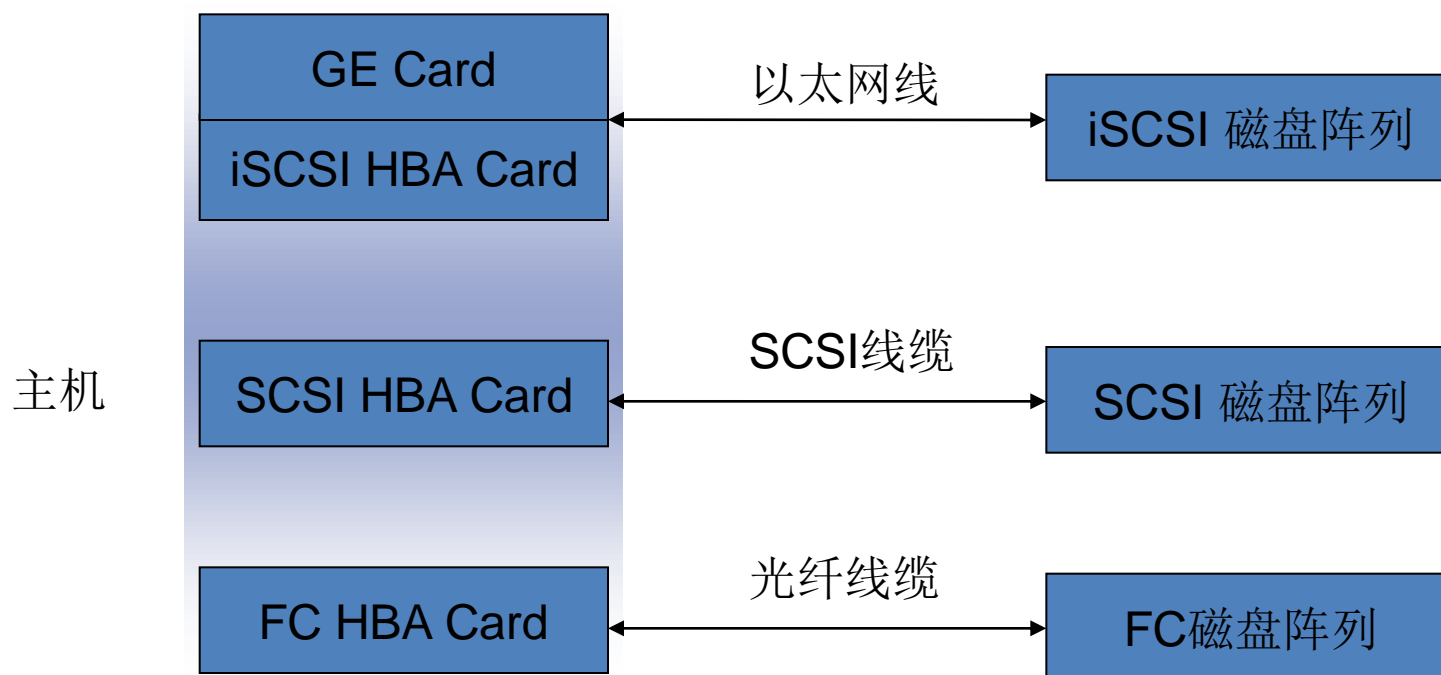 GE Card
以太网线
iSCSI 磁盘阵列
iSCSI HBA Card
主机
SCSI HBA Card
SCSI线缆
SCSI 磁盘阵列
FC HBA Card
光纤线缆
FC磁盘阵列